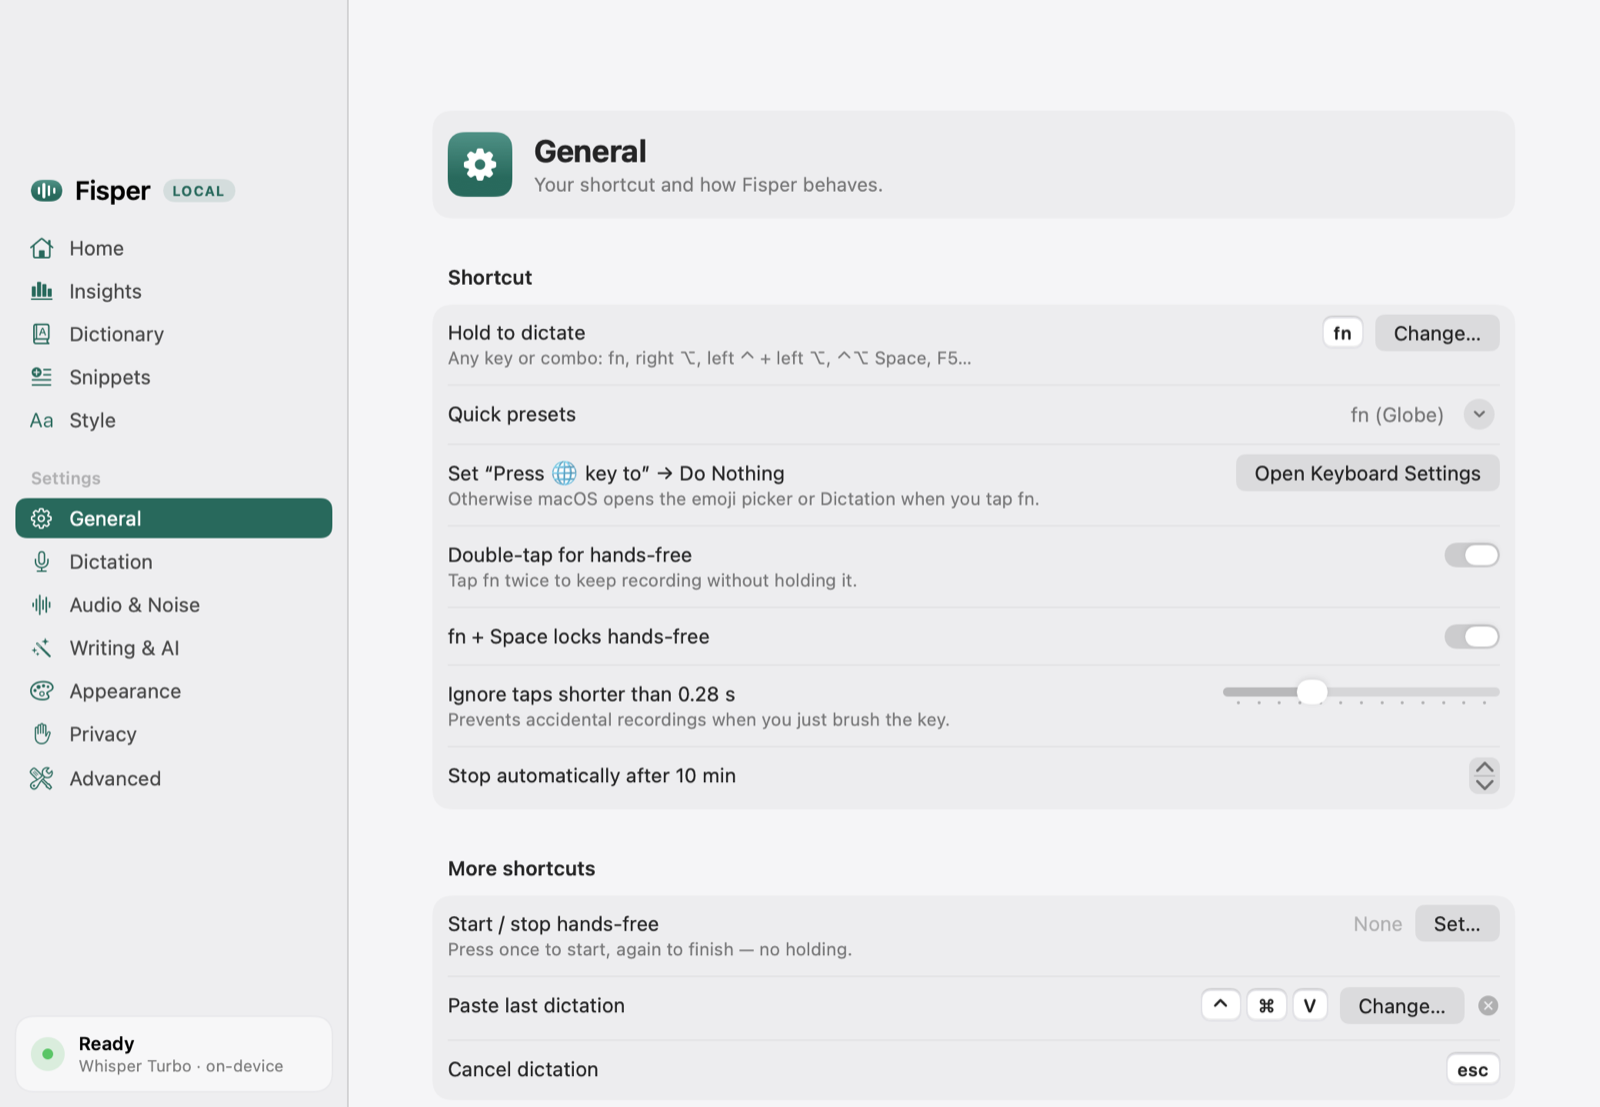 Fisper LOCAL
Home
Insights
Dictionary
Snippets
Aa Style
Settings
General
Dictation
Audio & Noise
Writing & AI
Appearance
Privacy
Advanced
Ready
Whisper Turbo · on-device
General
Your shortcut and how Fisper behaves.
Shortcut
Hold to dictate
fn Change...
Any key or combo: fn, right ⌥, left ^ + left ⌥, ^⌥ Space, F5...
Quick presets
fn (Globe)
Set “Press 🌐 key to” → Do Nothing
Open Keyboard Settings
Otherwise macOS opens the emoji picker or Dictation when you tap fn.
Double-tap for hands-free
Tap fn twice to keep recording without holding it.
fn + Space locks hands-free
Ignore taps shorter than 0.28 s
Prevents accidental recordings when you just brush the key.
Stop automatically after 10 min
More shortcuts
Start / stop hands-free
None Set...
Press once to start, again to finish — no holding.
Paste last dictation
^ ⌘ V Change...
Cancel dictation
esc